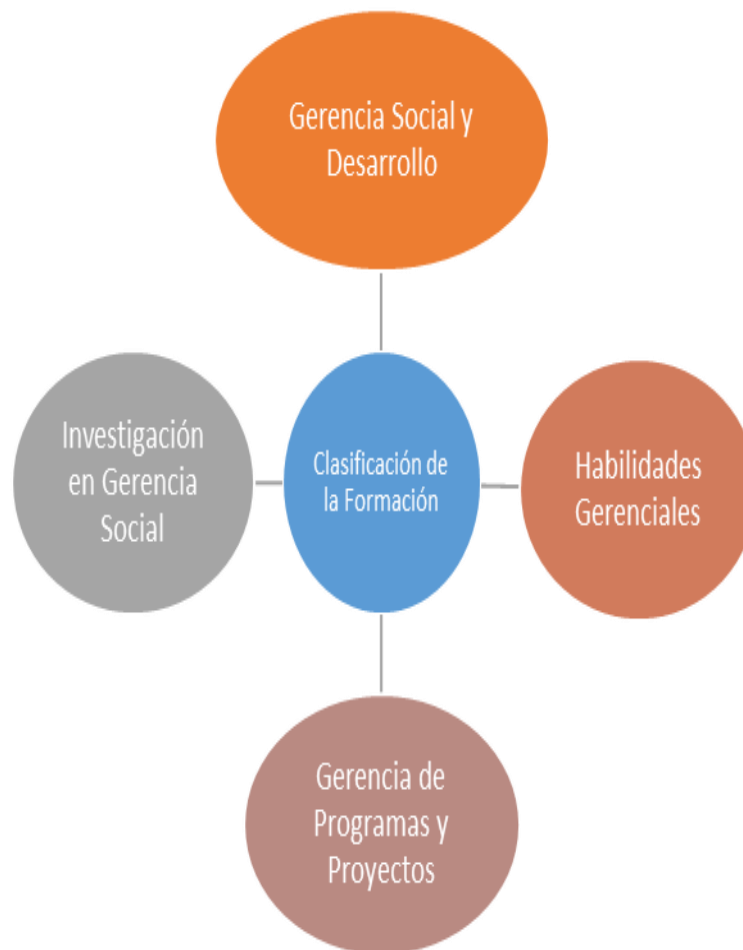 Gerencia Social y
Desarrollo
Investigación
en Gerencia
Social
Clasificación de
la Formación
Habilidades
Gerenciales
Gerencia de
Programas y
Proyectos